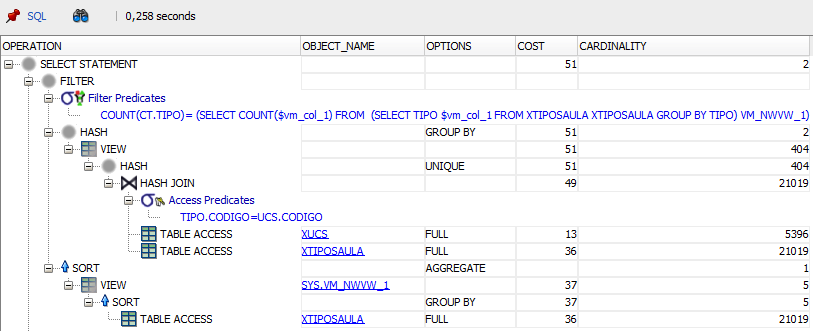 SQL 0,258 seconds
OPERATION OBJECT_NAME OPTIONS COST CARDINALITY
SELECT STATEMENT 51 2
FILTER
Filter Predicates
COUNT(CT.TIPO)= (SELECT COUNT($vm_col_1) FROM (SELECT TIPO $vm_col_1 FROM XTIPOSAULA XTIPOSAULA GROUP BY TIPO) VM_NWVW_1)
HASH GROUP BY 51 2
VIEW 51 404
HASH UNIQUE 51 404
HASH JOIN 49 21019
Access Predicates
TIPO.CODIGO=UCS.CODIGO
TABLE ACCESS XUCS FULL 13 5396
TABLE ACCESS XTIPOSAULA FULL 36 21019
SORT AGGREGATE 1
VIEW SYS.VM_NWVW_1 37 5
SORT GROUP BY 37 5
TABLE ACCESS XTIPOSAULA FULL 36 21019